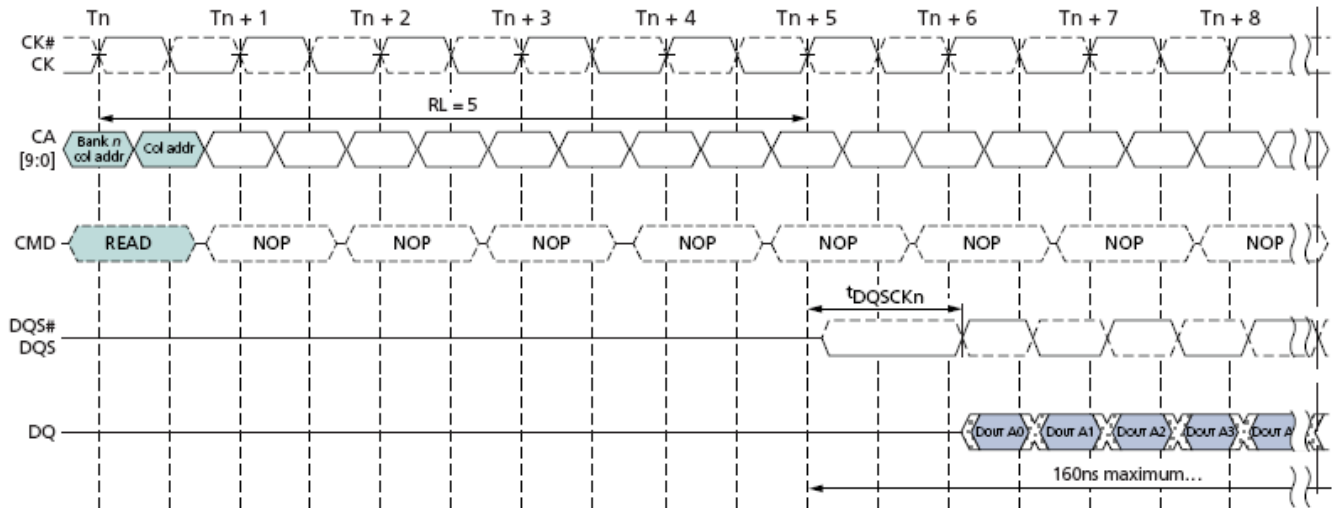 Tn Tn + 1 Tn + 2 Tn + 3 Tn + 4 Tn + 5 Tn + 6 Tn + 7 Tn + 8
CK#
CK
RL = 5
CA
[9:0]
Bank n
col addr
Col addr
CMD READ NOP NOP NOP NOP NOP NOP NOP NOP
tDQSCKn
DQS#
DQS
DQ DOUT A0 DOUT A1 DOUT A2 DOUT A3 DOUT A
160ns maximum...